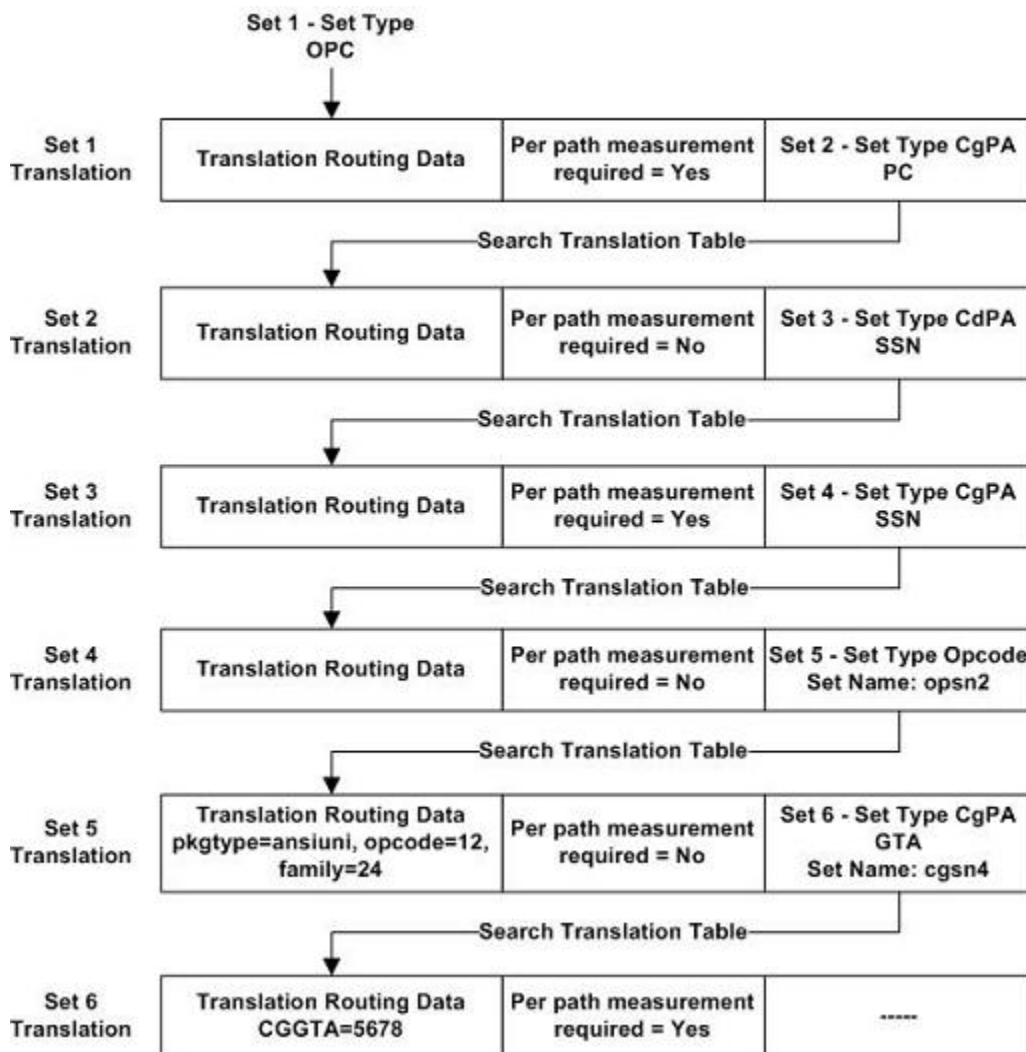 Set 1 - Set Type
OPC
Set 1
Translation
Translation Routing Data
Per path measurement
required = Yes
Set 2 - Set Type CgPA
PC
Search Translation Table
Set 2
Translation
Translation Routing Data
Per path measurement
required = No
Set 3 - Set Type CdPA
SSN
Search Translation Table
Set 3
Translation
Translation Routing Data
Per path measurement
required = Yes
Set 4 - Set Type CgPA
SSN
Search Translation Table
Set 4
Translation
Translation Routing Data
Per path measurement
required = No
Set 5 - Set Type Opcode
Set Name: opsn2
Search Translation Table
Set 5
Translation
Translation Routing Data
pkgtype=ansiuni, opcode=12,
family=24
Per path measurement
required = No
Set 6 - Set Type CgPA
GTA
Set Name: cgsn4
Search Translation Table
Set 6
Translation
Translation Routing Data
CGGTA=5678
Per path measurement
required = Yes
-----